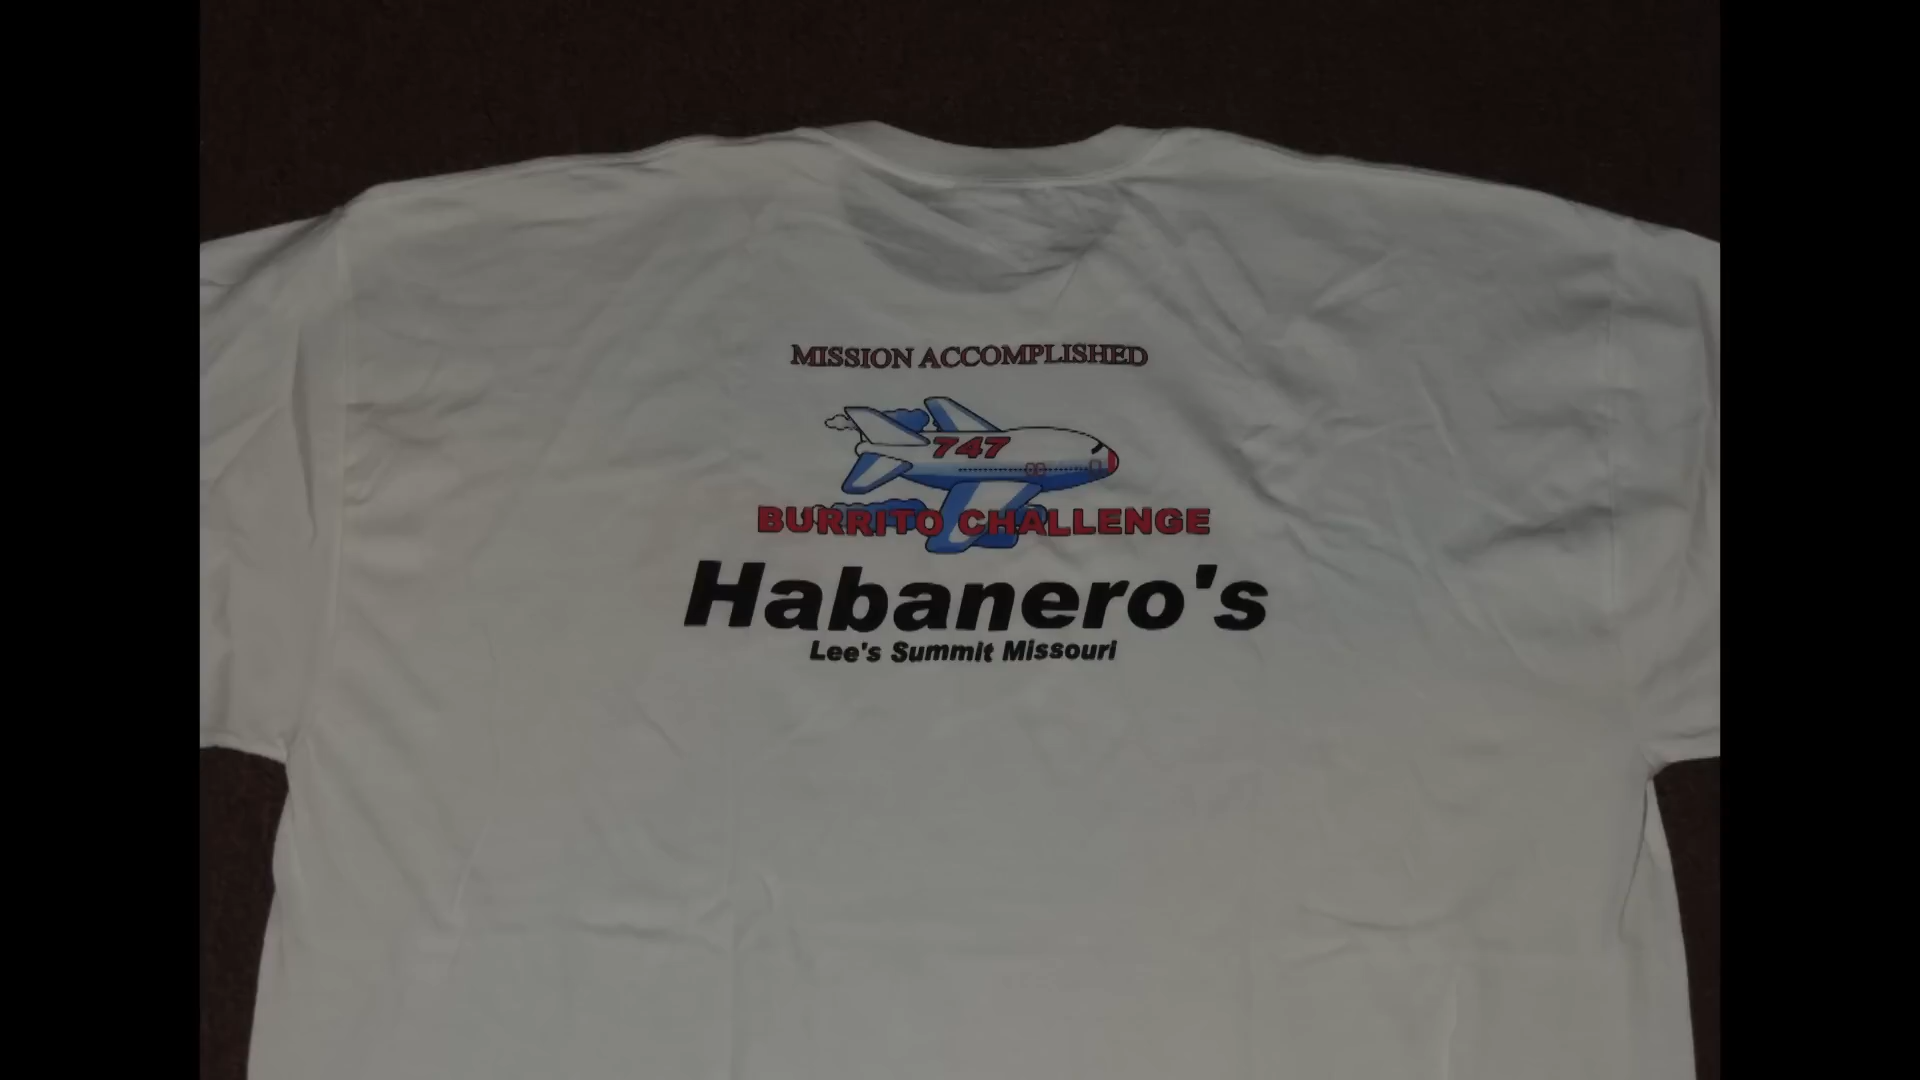 MISSION ACCOMPLISHED
747
BURRITO CHALLENGE
Habanero's
Lee's Summit Missouri